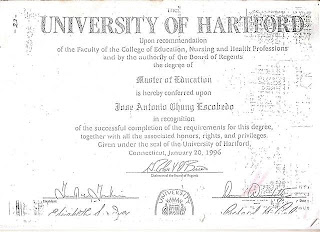 THE
UNIVERSITY OF HARTFORD
Upon recommendation
of the Faculty of the College of Education, Nursing and Health Professions
and by the authority of the Board of Regents
the degree of
Master of Education
is hereby conferred upon
Jose Antonio Chang Escobedo
in recognition
of the successful completion of the requirements for this degree,
together with all the associated honors, rights, and privileges.
Given under the seal of the University of Hartford,
Connecticut, January 20, 1996
UNIVERSITY